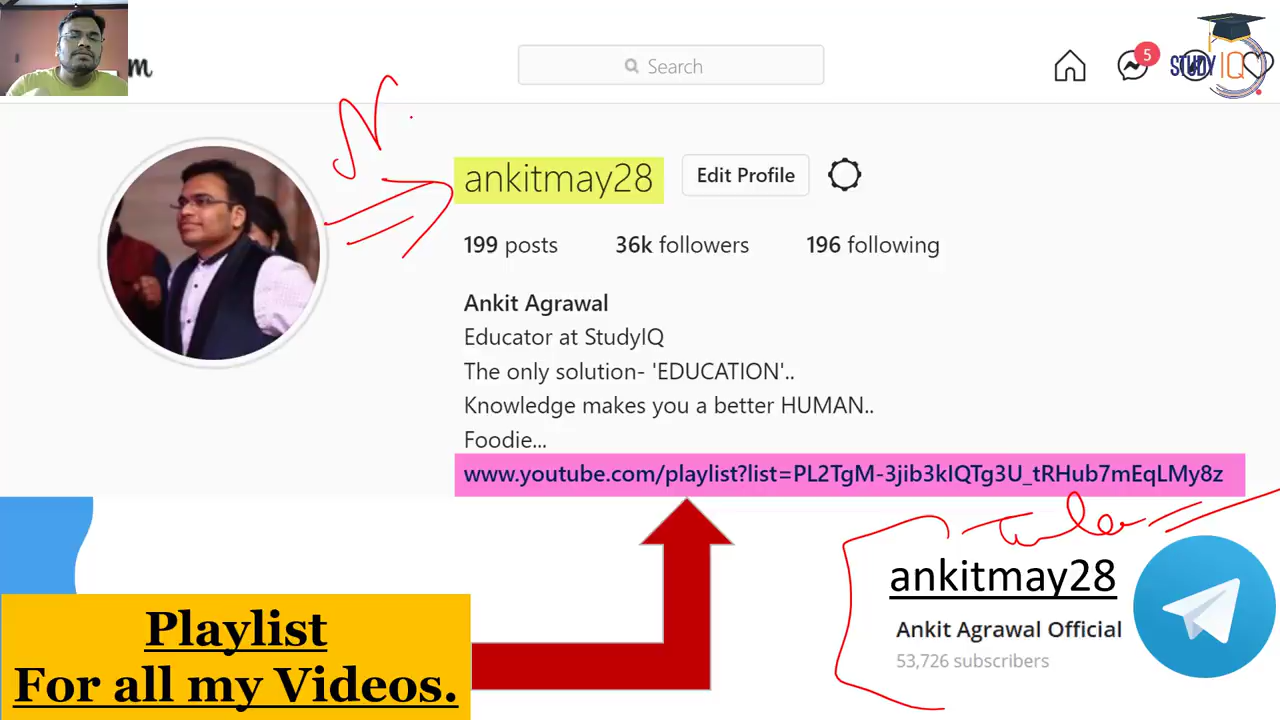 m
Search
5
STUDY IQ
ankitmay28
Edit Profile
199 posts 36k followers 196 following
Ankit Agrawal
Educator at StudyIQ
The only solution- 'EDUCATION'..
Knowledge makes you a better HUMAN..
Foodie...
www.youtube.com/playlist?list=PL2TgM-3jib3kIQTg3U_tRHub7mEqLMy8z
ankitmay28
Ankit Agrawal Official
53,726 subscribers
Playlist
For all my Videos.